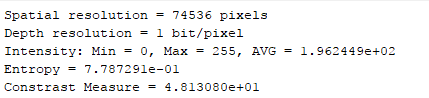 Spatial resolution = 74536 pixels
Depth resolution = 1 bit/pixel
Intensity: Min = 0, Max = 255, AVG = 1.962449e+02
Entropy = 7.787291e-01
Constrast Measure = 4.813080e+01